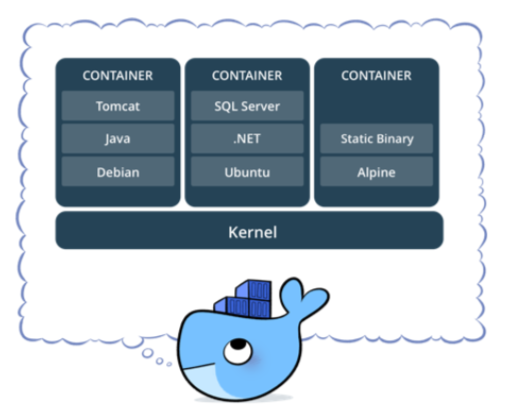 CONTAINER
Tomcat
Java
Debian
CONTAINER
SQL Server
.NET
Ubuntu
CONTAINER
Static Binary
Alpine
Kernel